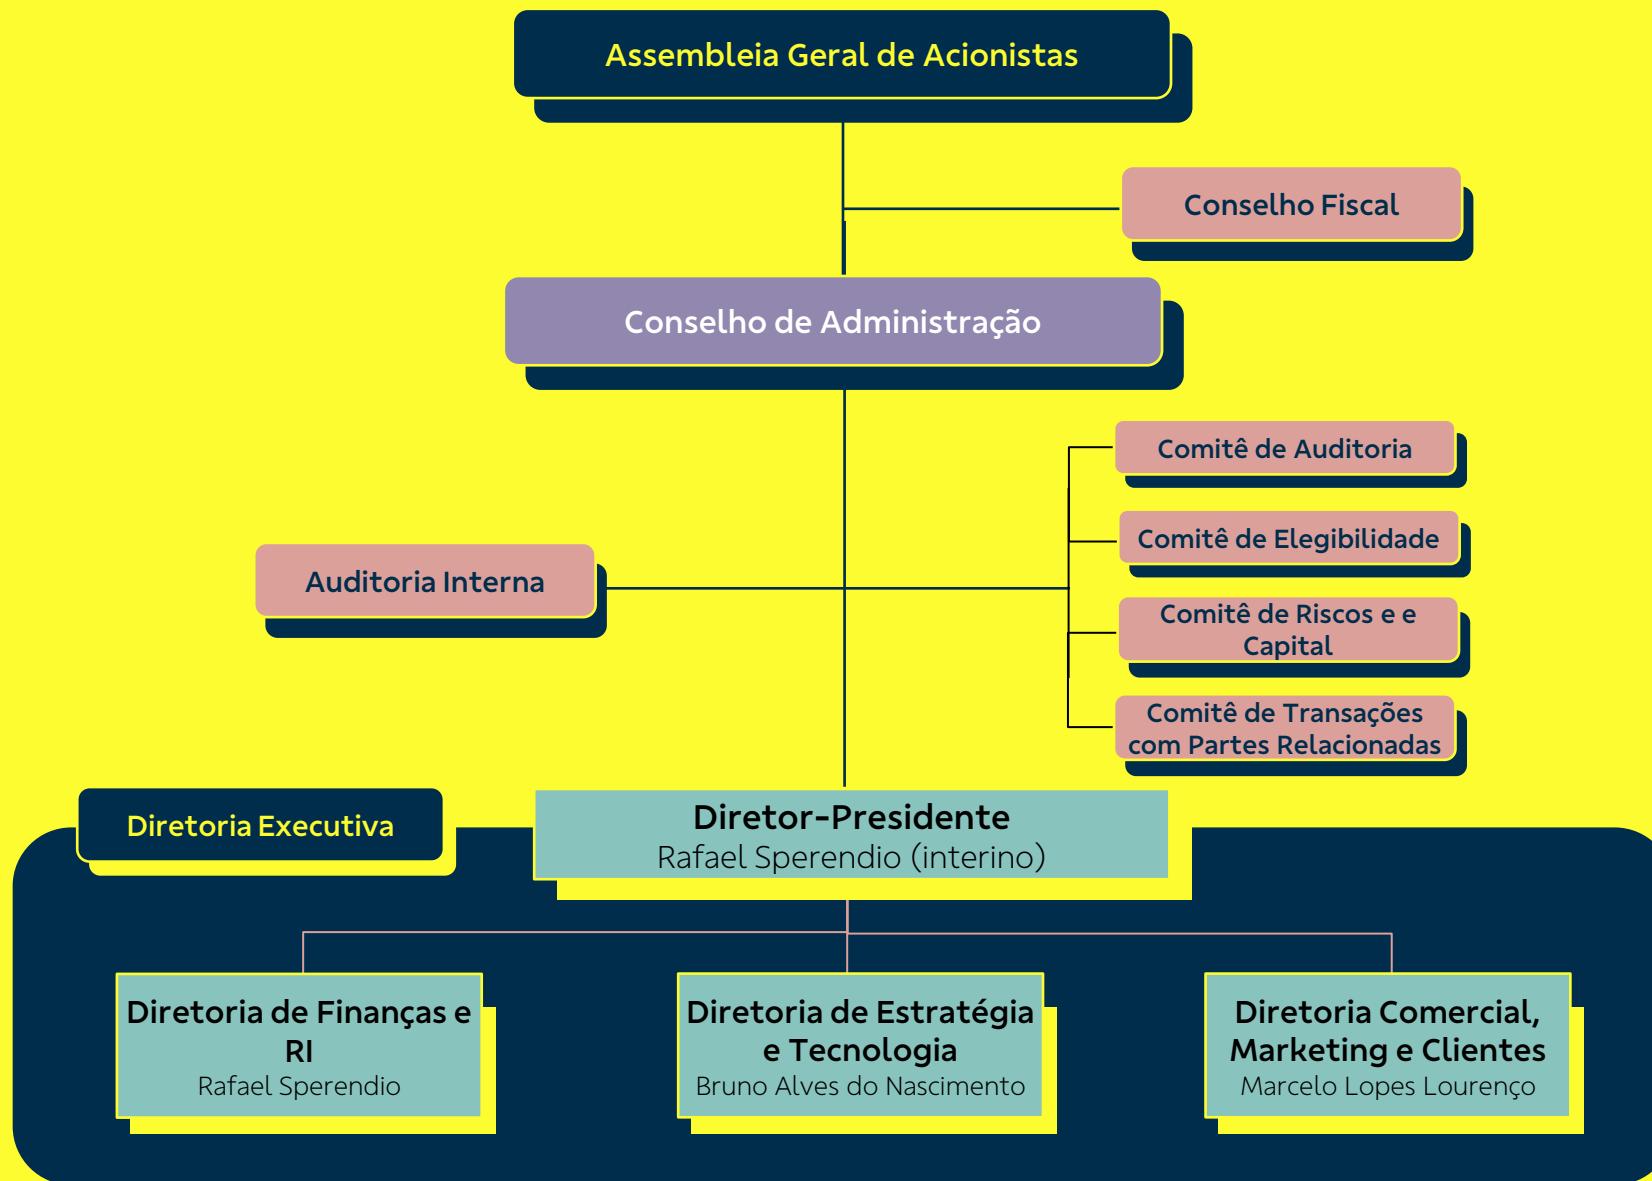 Assembleia Geral de Acionistas
Conselho Fiscal
Conselho de Administração
Comitê de Auditoria
Comitê de Elegibilidade
Auditoria Interna
Comitê de Riscos e e
Capital
Comitê de Transações
com Partes Relacionadas
Diretoria Executiva
Diretor-Presidente
Rafael Sperendio (interino)
Diretoria de Finanças e
RI
Rafael Sperendio
Diretoria de Estratégia
e Tecnologia
Bruno Alves do Nascimento
Diretoria Comercial,
Marketing e Clientes
Marcelo Lopes Lourenço